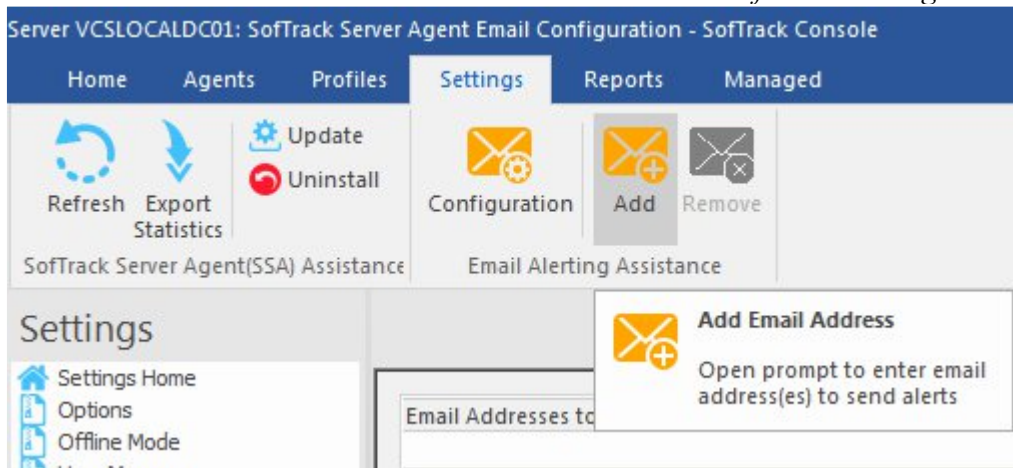 Server VCSLOCALDC01: SofTrack Server Agent Email Configuration - SofTrack Console
Home Agents Profiles Settings Reports Managed
Refresh
Export
Statistics
Update
Uninstall
SofTrack Server Agent(SSA) Assistance
Configuration
Add
Remove
Email Alerting Assistance
Add Email Address
Open prompt to enter email
address(es) to send alerts
Settings
Settings Home
Options
Offline Mode
Email Addresses to